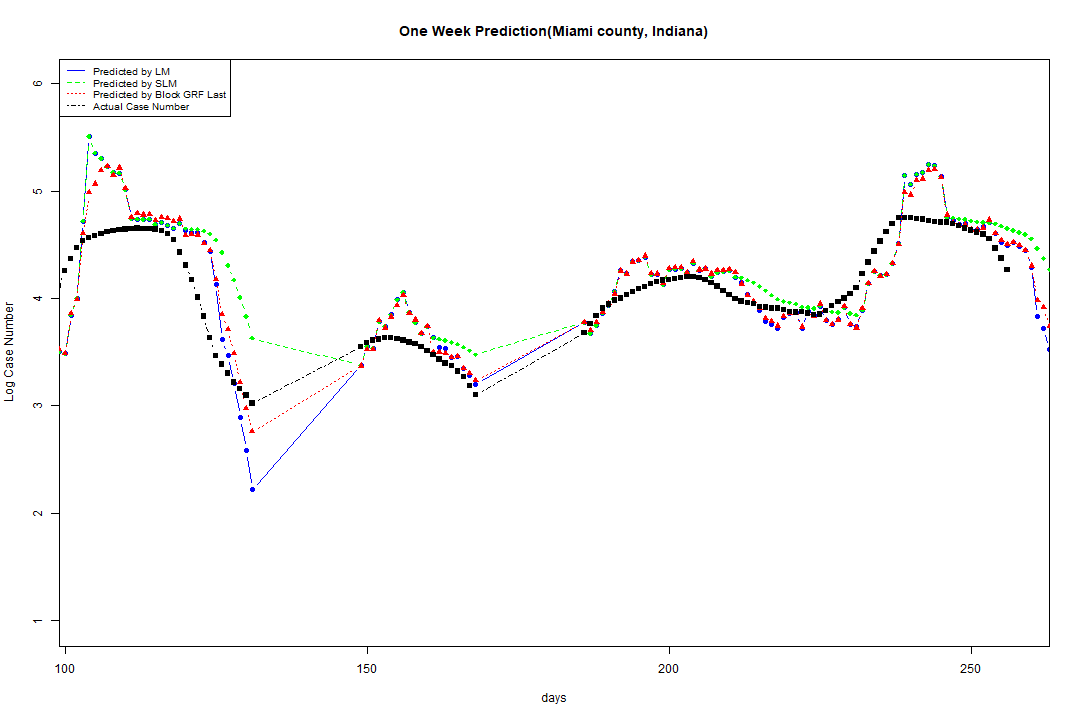 One Week Prediction(Miami county, Indiana)
Predicted by LM
Predicted by SLM
Predicted by Block GRF Last
Actual Case Number
6
5
4
3
2
1
Log Case Number
100 150 200 250
days